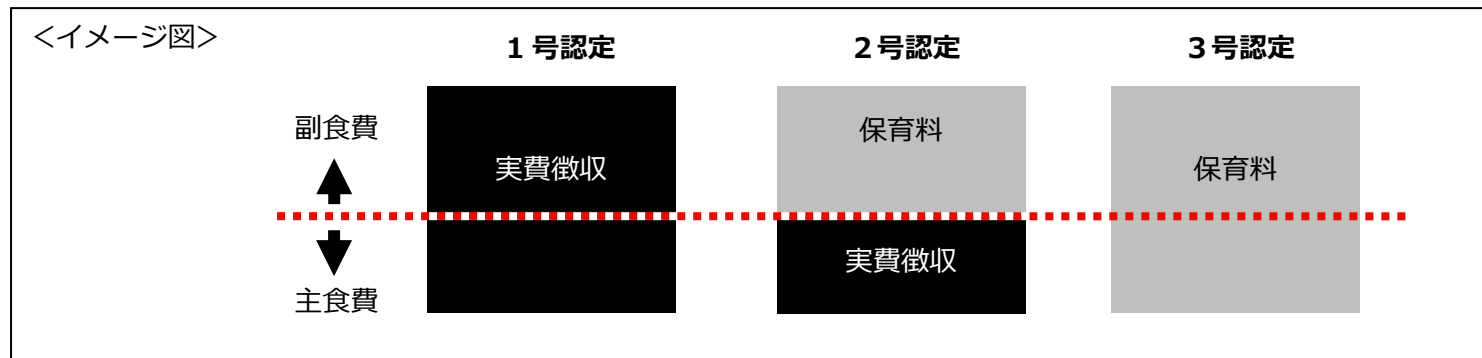 ＜イメージ図＞
１号認定
２号認定
３号認定
副食費
主食費
実費徴収
保育料
実費徴収
保育料